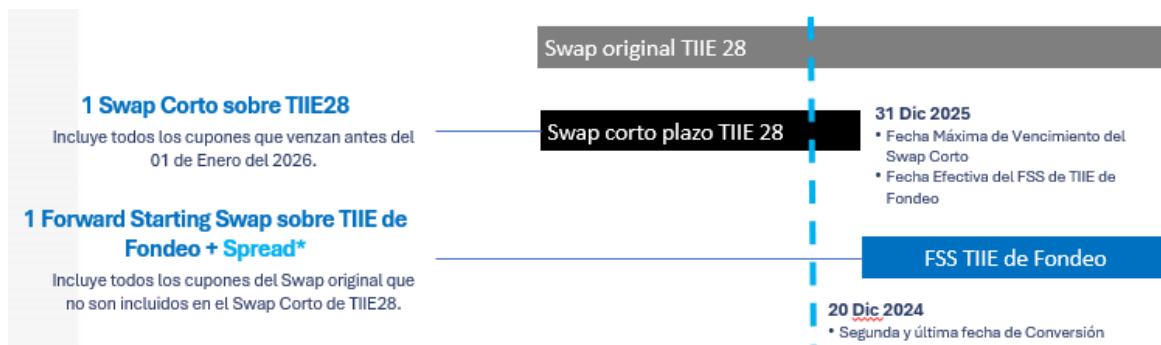 Swap original TIIE 28
1 Swap Corto sobre TIIE28
Incluye todos los cupones que venzan antes del
01 de Enero del 2026.
Swap corto plazo TIIE 28
31 Dic 2025
• Fecha Máxima de Vencimiento del
Swap Corto
• Fecha Efectiva del FSS de TIIE de
Fondeo
1 Forward Starting Swap sobre TIIE de
Fondeo + Spread*
Incluye todos los cupones del Swap original que
no son incluidos en el Swap Corto de TIIE28.
FSS TIIE de Fondeo
20 Dic 2024
• Segunda y última fecha de Conversión